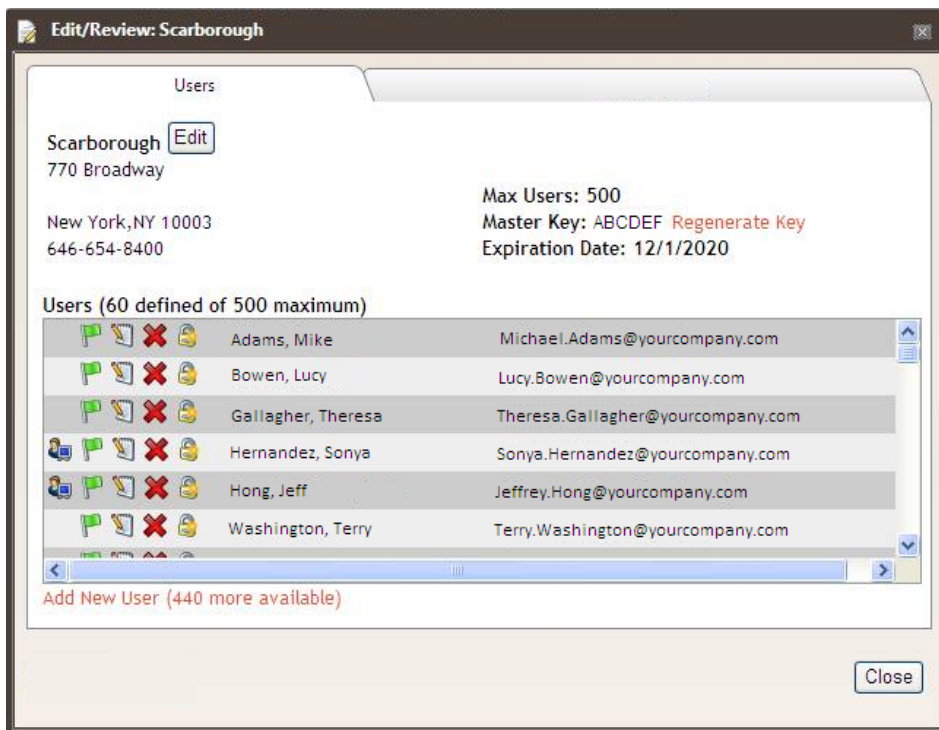 Edit/Review: Scarborough
Users
Scarborough Edit
770 Broadway
New York,NY 10003
646-654-8400
Max Users: 500
Master Key: ABCDEF Regenerate Key
Expiration Date: 12/1/2020
Users (60 defined of 500 maximum)
Adams, Mike Michael.Adams@yourcompany.com
Bowen, Lucy Lucy.Bowen@yourcompany.com
Gallagher, Theresa Theresa.Gallagher@yourcompany.com
Hernandez, Sonya Sonya.Hernandez@yourcompany.com
Hong, Jeff Jeffrey.Hong@yourcompany.com
Washington, Terry Terry.Washington@yourcompany.com
Add New User (440 more available)
Close